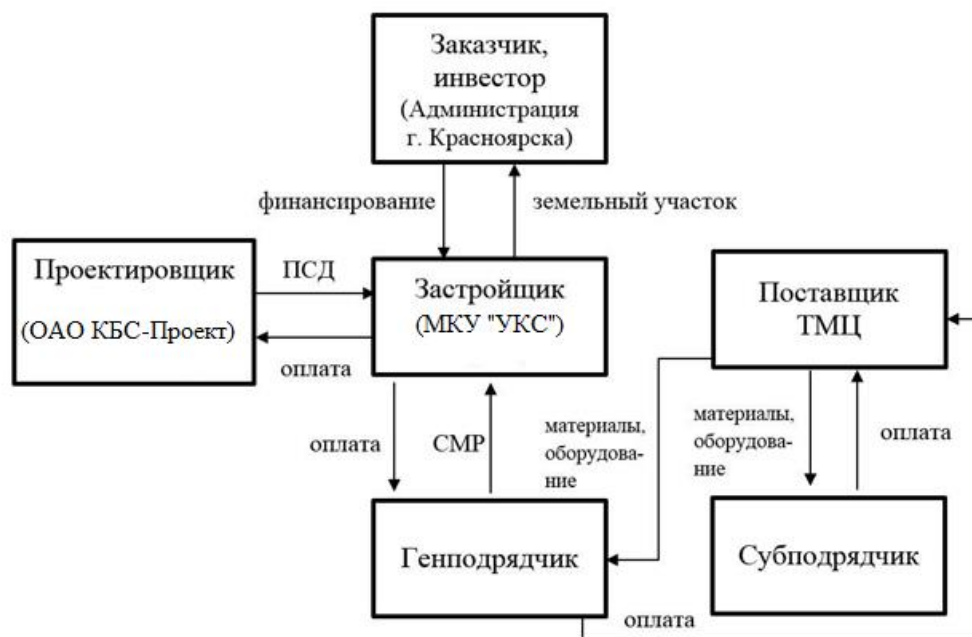 Заказчик,
инвестор
(Администрация
г. Красноярска)
финансирование
земельный участок
Проектировщик
(ОАО КБС-Проект)
ПСД
оплата
Застройщик
(МКУ "УКС")
Поставщик
ТМЦ
оплата
СМР
материалы,
оборудова-
ние
материалы,
оборудова-
ние
оплата
Генподрядчик
Субподрядчик
оплата